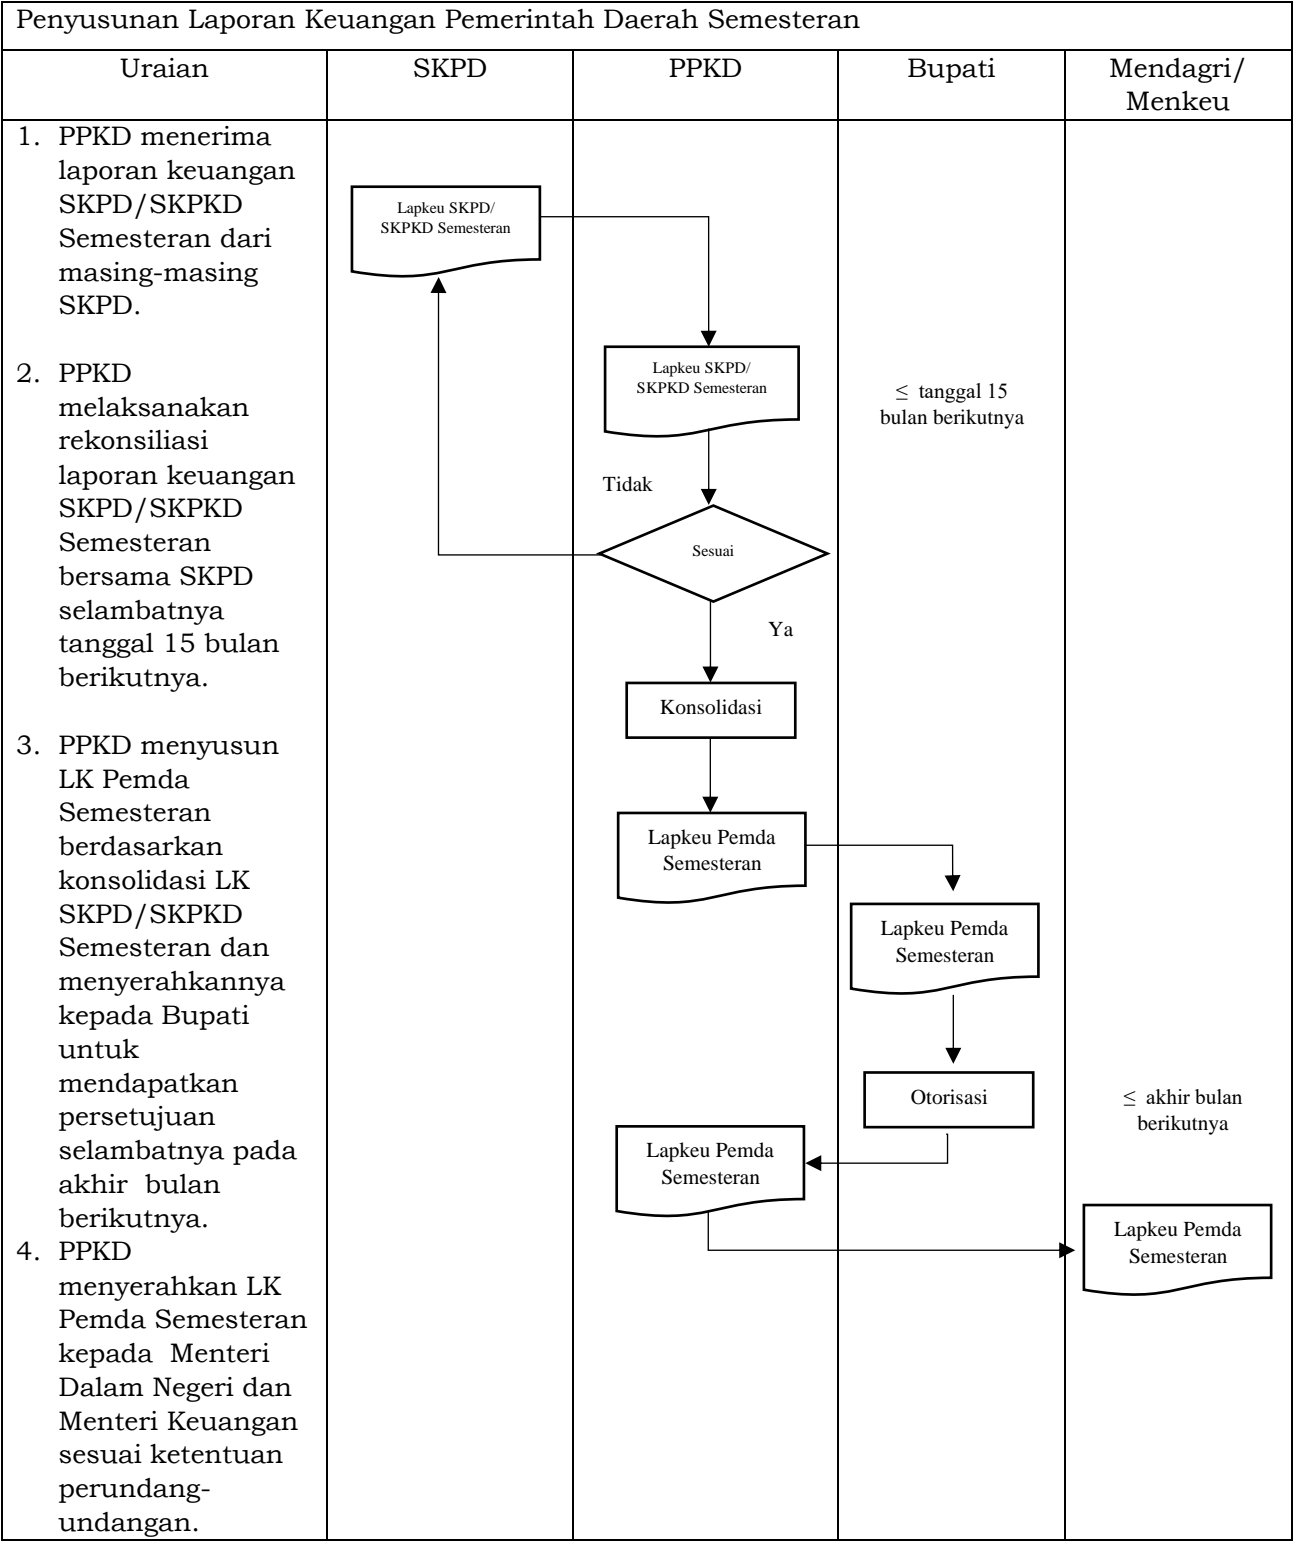 Penyusunan Laporan Keuangan Pemerintah Daerah Semesteran
Uraian
SKPD
PPKD
Bupati
Mendagri/
Menkeu
1. PPKD menerima
laporan keuangan
SKPD/SKPKD
Semesteran dari
masing-masing
SKPD.
2. PPKD
melaksanakan
rekonsiliasi
laporan keuangan
SKPD/SKPKD
Semesteran
bersama SKPD
selambatnya
tanggal 15 bulan
berikutnya.
3. PPKD menyusun
LK Pemda
Semesteran
berdasarkan
konsolidasi LK
SKPD/SKPKD
Semesteran dan
menyerahkannya
kepada Bupati
untuk
mendapatkan
persetujuan
selambatnya pada
akhir bulan
berikutnya.
4. PPKD
menyerahkan LK
Pemda Semesteran
kepada Menteri
Dalam Negeri dan
Menteri Keuangan
sesuai ketentuan
perundang-
undangan.
Lapkeu SKPD/
SKPKD Semesteran
Lapkeu SKPD/
SKPKD Semesteran
≤ tanggal 15
bulan berikutnya
Tidak
Sesuai
Ya
Konsolidasi
Lapkeu Pemda
Semesteran
Lapkeu Pemda
Semesteran
Otorisasi
≤ akhir bulan
berikutnya
Lapkeu Pemda
Semesteran
Lapkeu Pemda
Semesteran